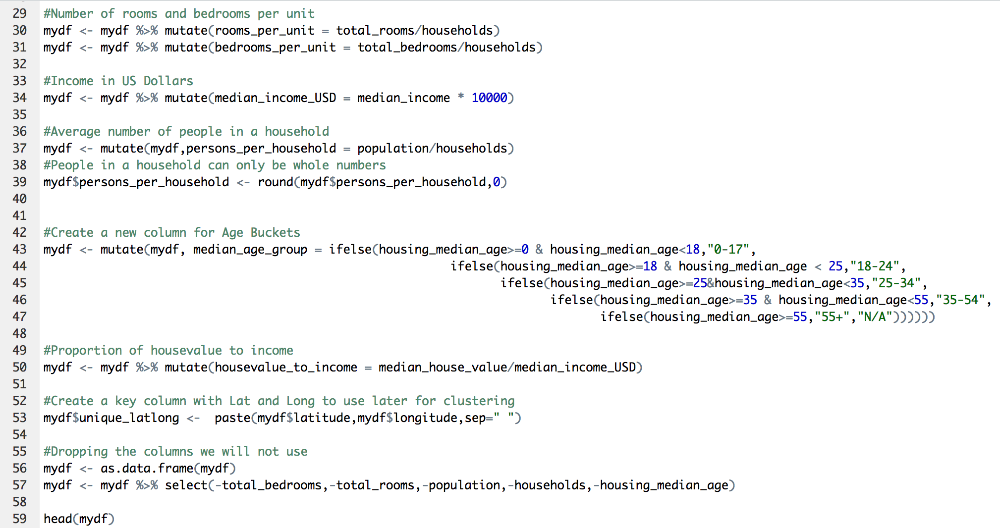 29 #Number of rooms and bedrooms per unit
30 mydf <- mydf %>% mutate(rooms_per_unit = total_rooms/households)
31 mydf <- mydf %>% mutate(bedrooms_per_unit = total_bedrooms/households)
32
33 #Income in US Dollars
34 mydf <- mydf %>% mutate(median_income_USD = median_income * 10000)
35
36 #Average number of people in a household
37 mydf <- mutate(mydf,persons_per_household = population/households)
38 #People in a household can only be whole numbers
39 mydf$persons_per_household <- round(mydf$persons_per_household,0)
40
41
42 #Create a new column for Age Buckets
43 mydf <- mutate(mydf, median_age_group = ifelse(housing_median_age>=0 & housing_median_age<18,"0-17",
44 ifelse(housing_median_age>=18 & housing_median_age < 25,"18-24",
45 ifelse(housing_median_age>=25&housing_median_age<35,"25-34",
46 ifelse(housing_median_age>=35 & housing_median_age<55,"35-54",
47 ifelse(housing_median_age>=55,"55+","N/A"))))))
48
49 #Proportion of housevalue to income
50 mydf <- mydf %>% mutate(housevalue_to_income = median_house_value/median_income_USD)
51
52 #Create a key column with Lat and Long to use later for clustering
53 mydf$unique_latlong <-  paste(mydf$latitude,mydf$longitude,sep=" ")
54
55 #Dropping the columns we will not use
56 mydf <- as.data.frame(mydf)
57 mydf <- mydf %>% select(-total_bedrooms,-total_rooms,-population,-households,-housing_median_age)
58
59 head(mydf)